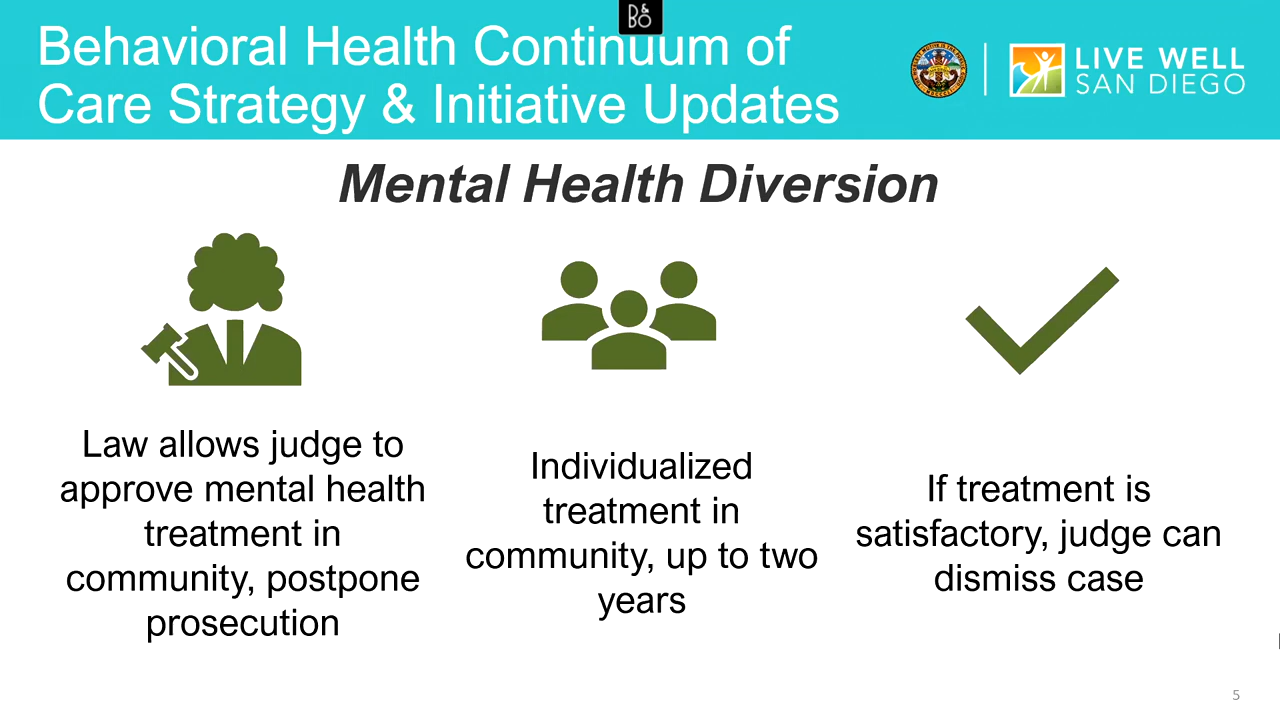 B&O
Behavioral Health Continuum of
Care Strategy & Initiative Updates
LIVE WELL
SAN DIEGO
Mental Health Diversion
Law allows judge to
approve mental health
treatment in
community, postpone
prosecution
Individualized
treatment in
community, up to two
years
If treatment is
satisfactory, judge can
dismiss case
5